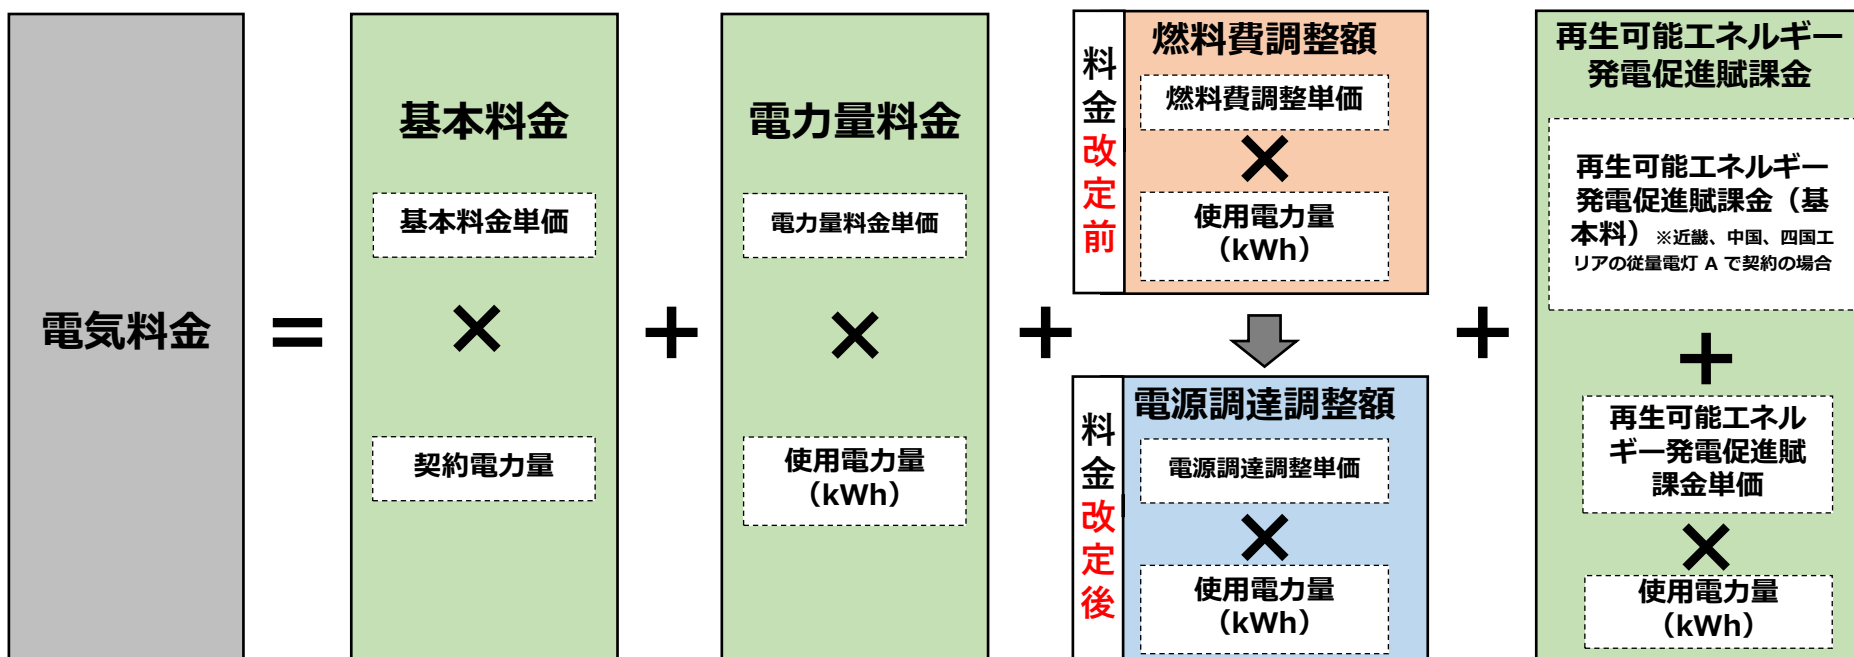 電気料金
＝
基本料金
基本料金単価
×
契約電力量
＋
電力量料金
電力量料金単価
×
使用電力量
（kWh）
＋
料金改定前
燃料費調整額
燃料費調整単価
×
使用電力量
（kWh）
料金改定後
電源調達調整額
電源調達調整単価
×
使用電力量
（kWh）
＋
再生可能エネルギー
発電促進賦課金
再生可能エネルギー
発電促進賦課金（基
本料）※近畿、中国、四国エ
リアの従量電灯 A で契約の場合
＋
再生可能エネル
ギー発電促進賦
課金単価
×
使用電力量
（kWh）